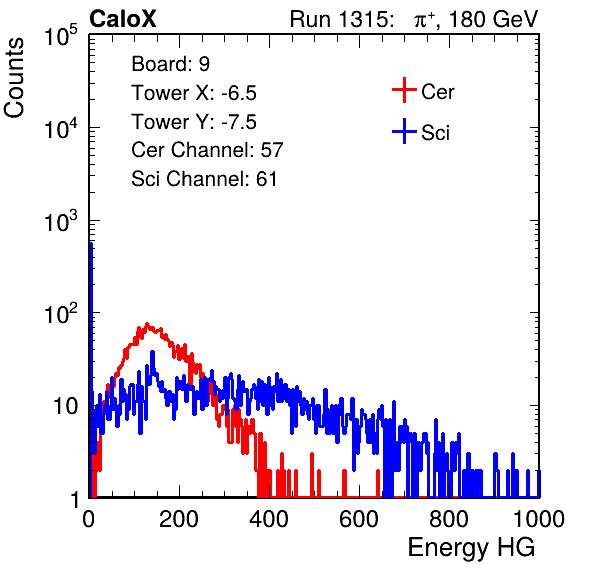 CaloX Run 1315: π⁺, 180 GeV
Counts
Board: 9
Tower X: -6.5
Tower Y: -7.5
Cer Channel: 57
Sci Channel: 61
Cer
Sci
10⁵
10⁴
10³
10²
10
1
0 200 400 600 800 1000
Energy HG